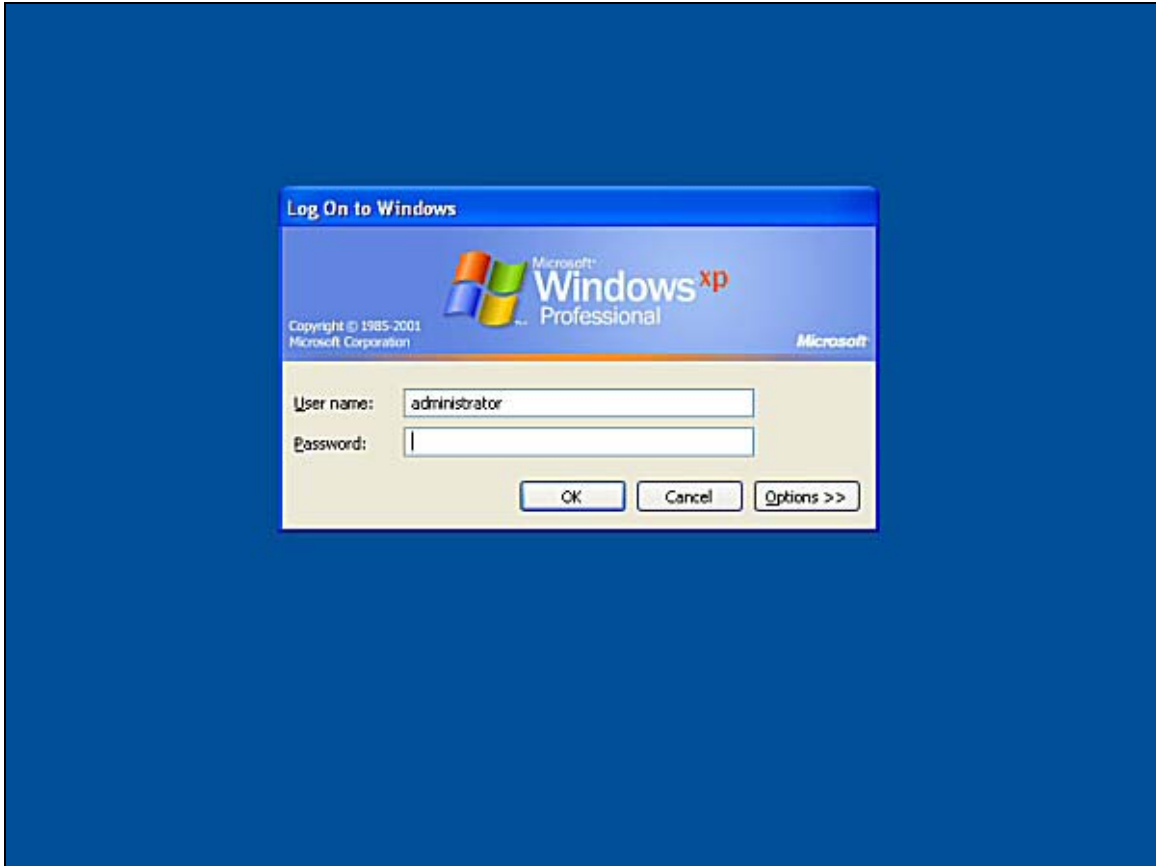 Log On to Windows
Microsoft®
Windows xp
Professional
Copyright © 1985-2001
Microsoft Corporation
Microsoft
User name: administrator
Password:
OK Cancel Options >>